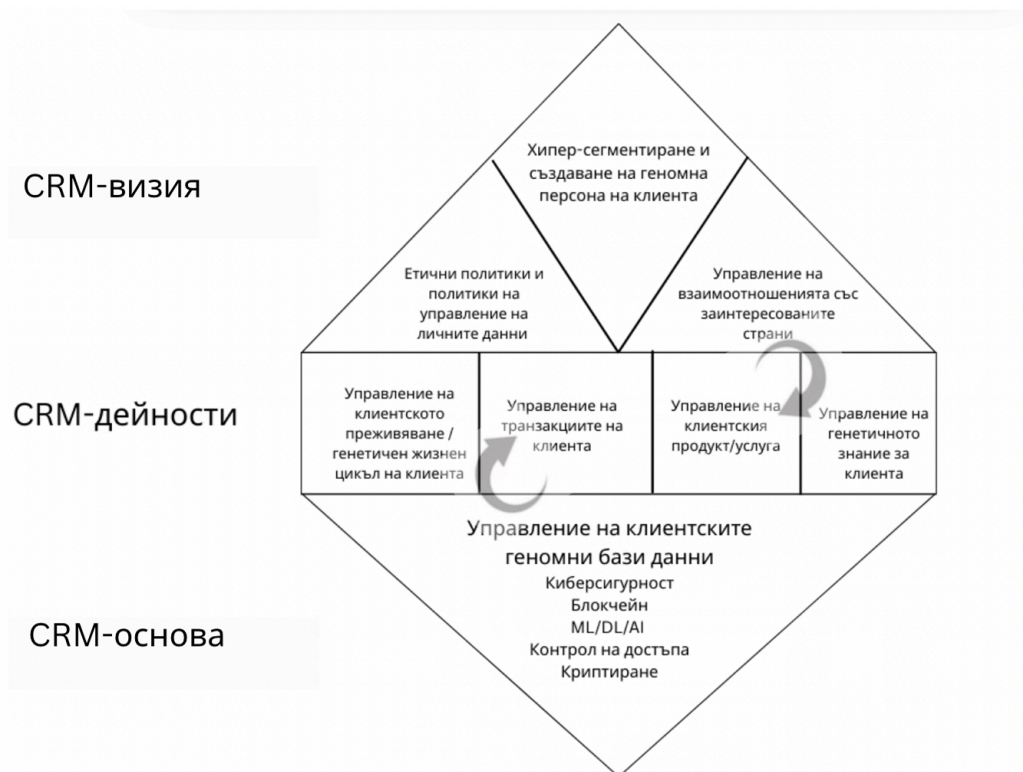 CRM-визия
Хипер-сегментиране и
създаване на геномна
персона на клиента
Етични политики и
политики на
управление на
личните данни
Управление на
взаимоотношенията със
заинтересованите
страни
CRM-дейности
Управление на
клиентското
преживяване /
генетичен жизнен
цикъл на клиента
Управление на
транзакциите на
клиента
Управление на
клиентския
продукт/услуга
Управление на
генетичното
знание за
клиента
CRM-основа
Управление на клиентските
геномни бази данни
Киберсигурност
Блокчейн
ML/DL/AI
Контрол на достъпа
Криптиране